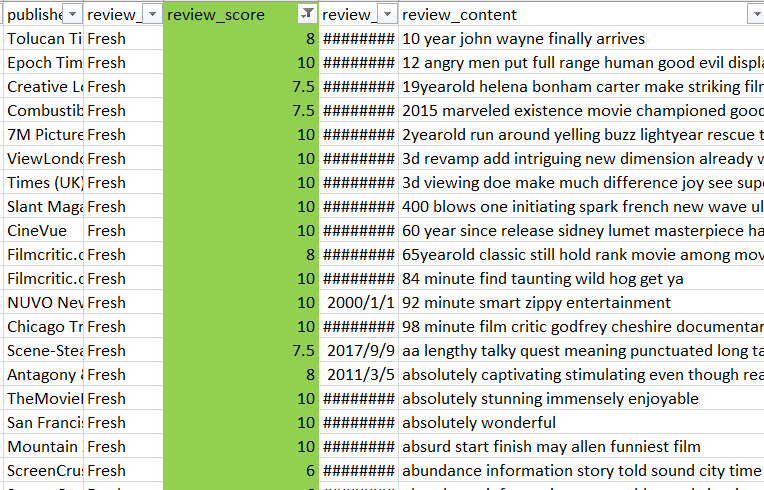 publishe review_ review_score review_ review_content
Tolucan Ti Fresh 8 ######## 10 year john wayne finally arrives
Epoch Tim Fresh 10 ######## 12 angry men put full range human good evil displa
Creative Lo Fresh 7.5 ######## 19yearold helena bonham carter make striking film
Combustib Fresh 7.5 ######## 2015 marveled existence movie championed good
7M Picture Fresh 10 ######## 2yearold run around yelling buzz lightyear rescue t
ViewLondo Fresh 10 ######## 3d revamp add intriguing new dimension already w
Times (UK) Fresh 10 ######## 3d viewing doe make much difference joy see supe
Slant Maga Fresh 10 ######## 400 blows one initiating spark french new wave ul
CineVue Fresh 10 ######## 60 year since release sidney lumet masterpiece ha
Filmcritic.c Fresh 8 ######## 65yearold classic still hold rank movie among mov
Filmcritic.c Fresh 10 ######## 84 minute find taunting wild hog get ya
NUVO Nev Fresh 10 2000/1/1 92 minute smart zippy entertainment
Chicago Tr Fresh 10 ######## 98 minute film critic godfrey cheshire documentar
Scene-Stea Fresh 7.5 2017/9/9 aa lengthy talky quest meaning punctuated long ta
Antagony & Fresh 8 2011/3/5 absolutely captivating stimulating even though rea
TheMovieI Fresh 10 ######## absolutely stunning immensely enjoyable
San Franci Fresh 10 ######## absolutely wonderful
Mountain Fresh 10 ######## absurd start finish may allen funniest film
ScreenCru Fresh 6 ######## abundance information story told sound city time